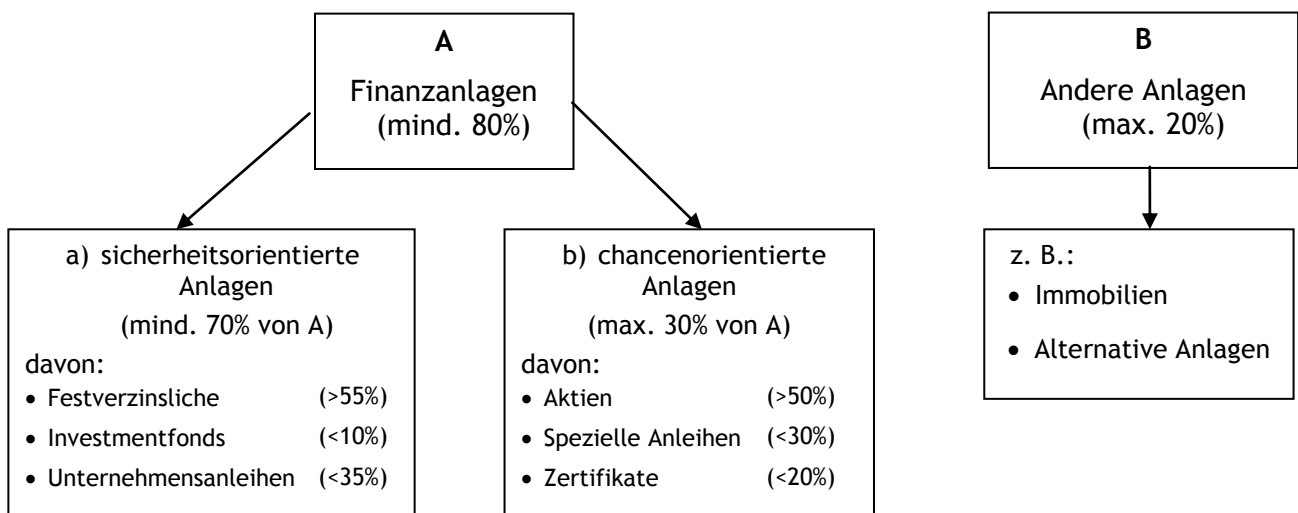 A
Finanzanlagen
(mind. 80%)
B
Andere Anlagen
(max. 20%)
a) sicherheitsorientierte
Anlagen
(mind. 70% von A)
davon:
• Festverzinsliche (>55%)
• Investmentfonds (<10%)
• Unternehmensanleihen (<35%)
b) chancenorientierte
Anlagen
(max. 30% von A)
davon:
• Aktien (>50%)
• Spezielle Anleihen (<30%)
• Zertifikate (<20%)
z. B.:
• Immobilien
• Alternative Anlagen